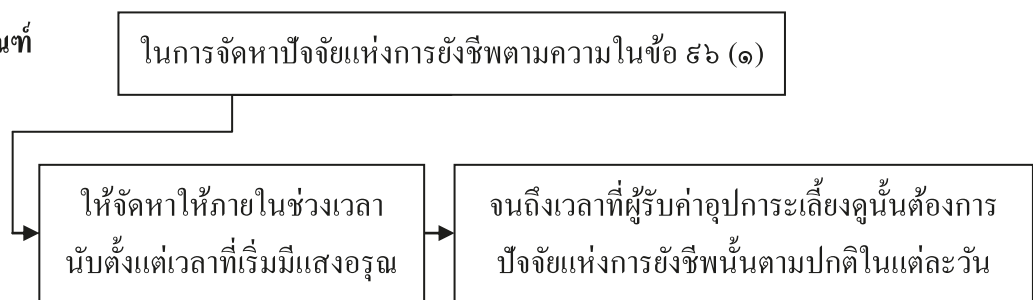 ในการจัดหาปัจจัยแห่งการยังชีพตามความในข้อ ๙๖ (๑)
ให้จัดหาให้ภายในช่วงเวลา
นับตั้งแต่เวลาที่เริ่มมีแสงอรุณ
จนถึงเวลาที่ผู้รับค่าอุปการะเลี้ยงดูนั้นต้องการ
ปัจจัยแห่งการยังชีพนั้นตามปกติในแต่ละวัน